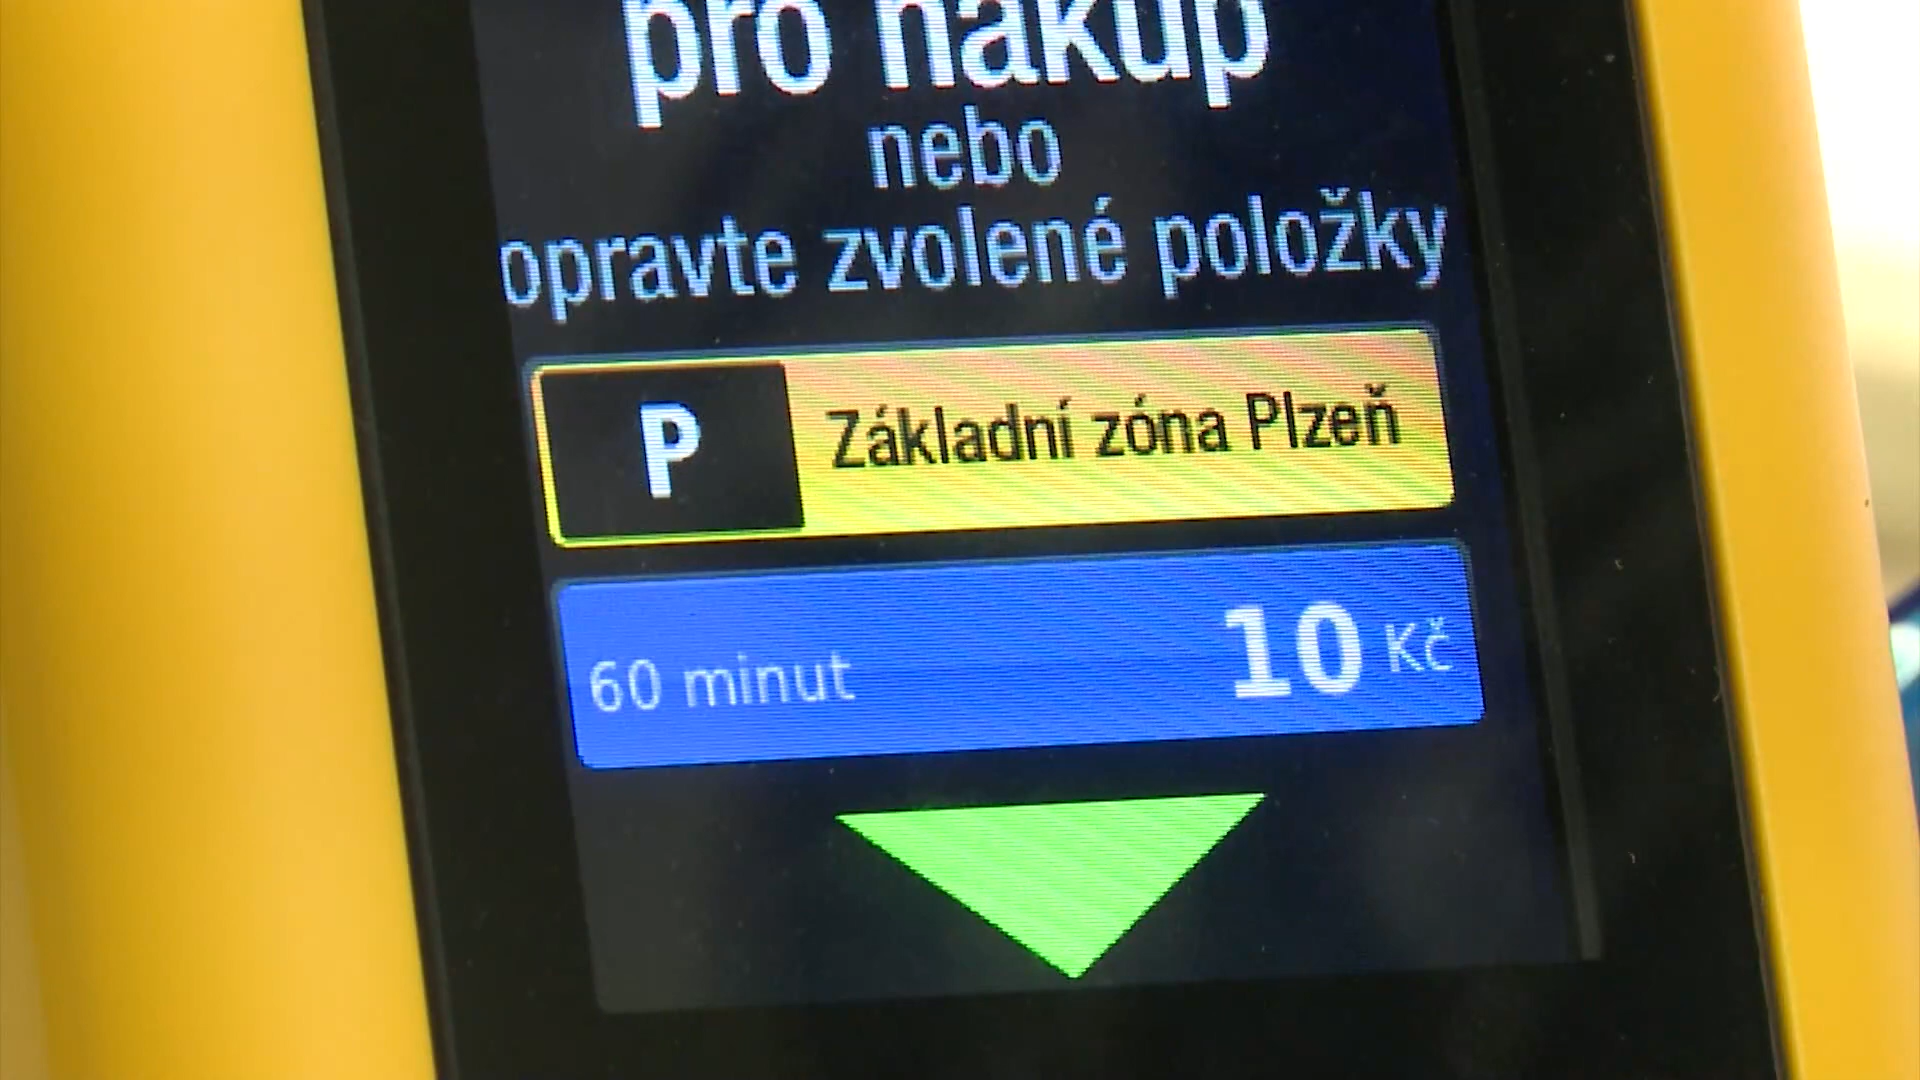 pro nákup
nebo
opravte zvolené položky
P Základní zóna Plzeň
60 minut 10 Kč